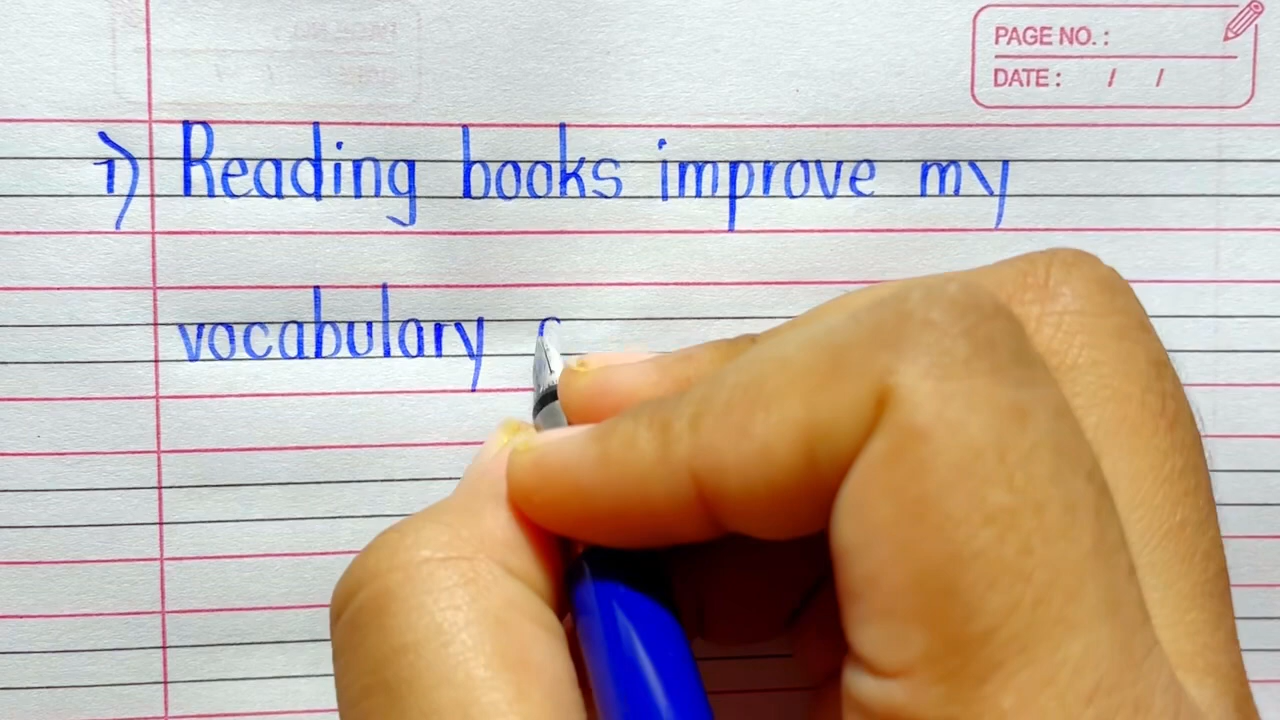 PAGE NO. :
DATE : / /
1) Reading books improve my
vocabulary